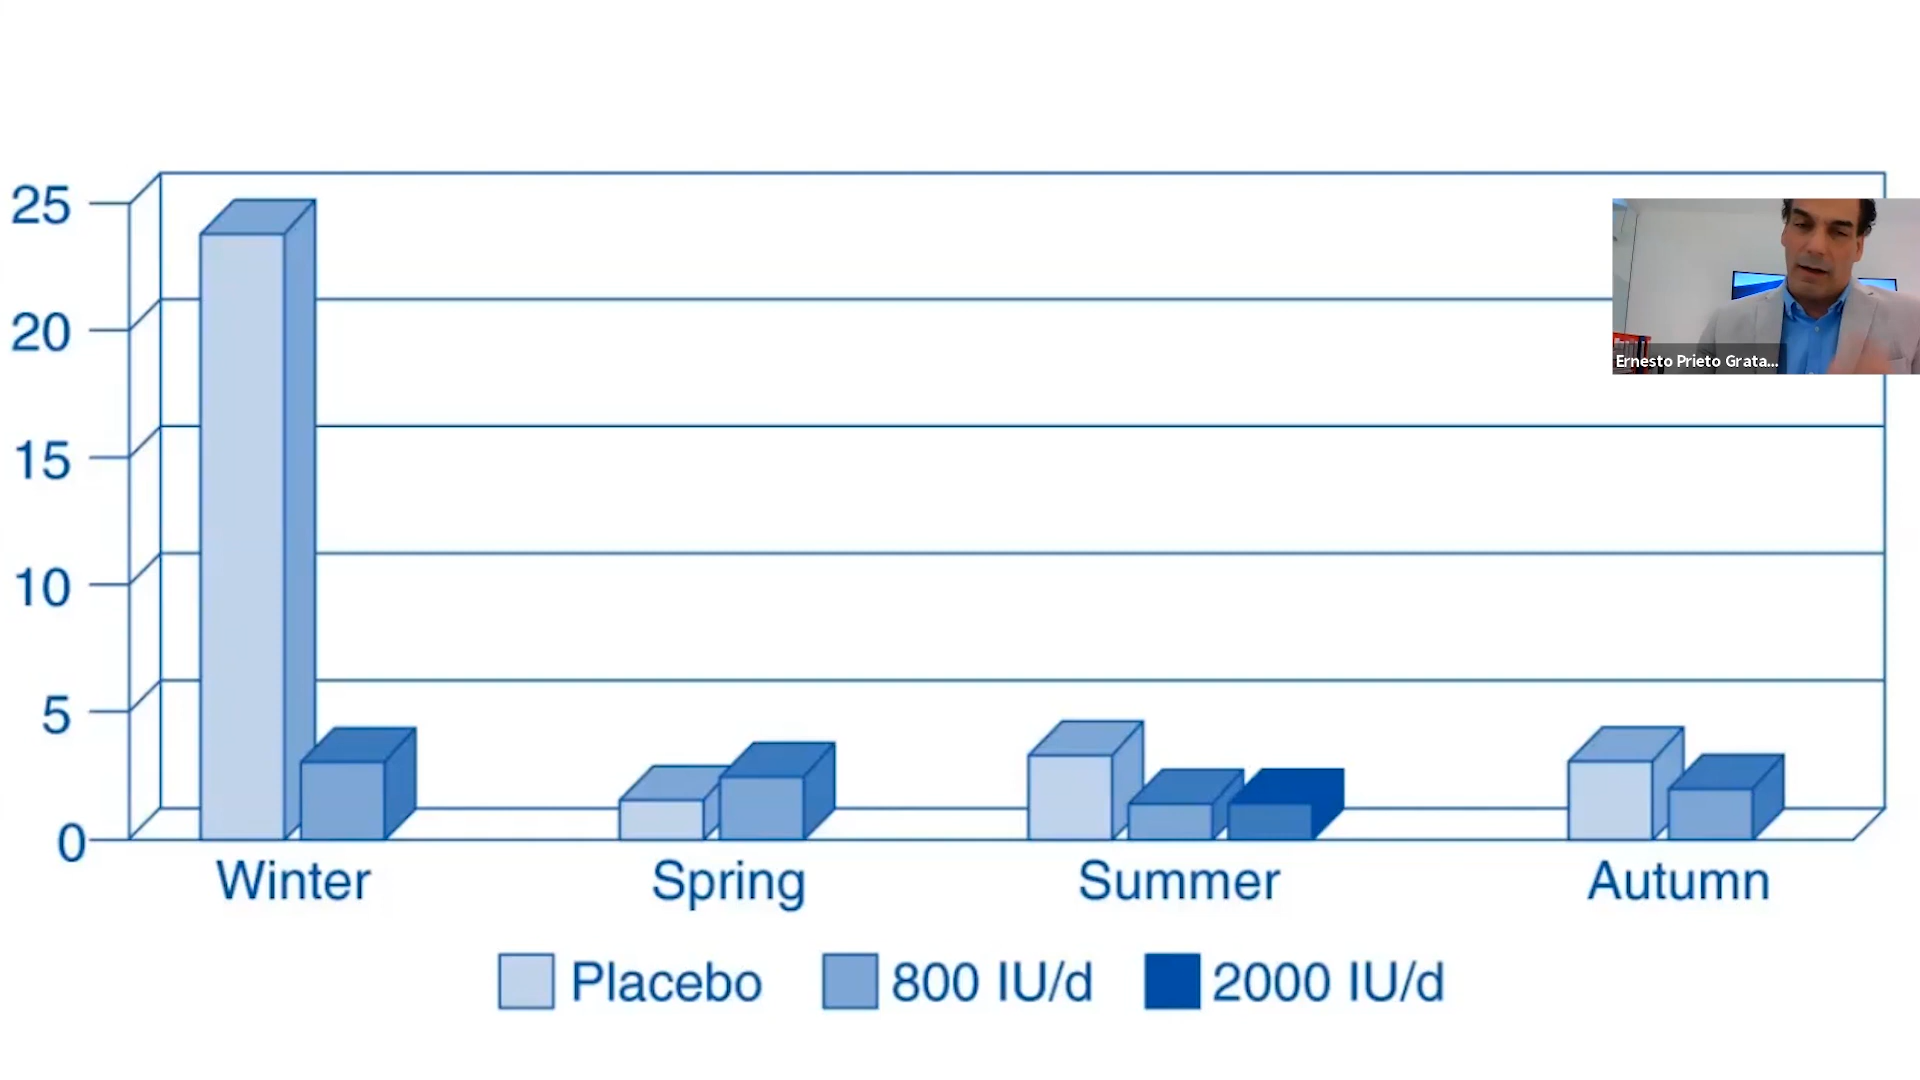 25
20
15
10
5
0
Ernesto Prieto Grata...
Winter Spring Summer Autumn
Placebo 800 IU/d 2000 IU/d